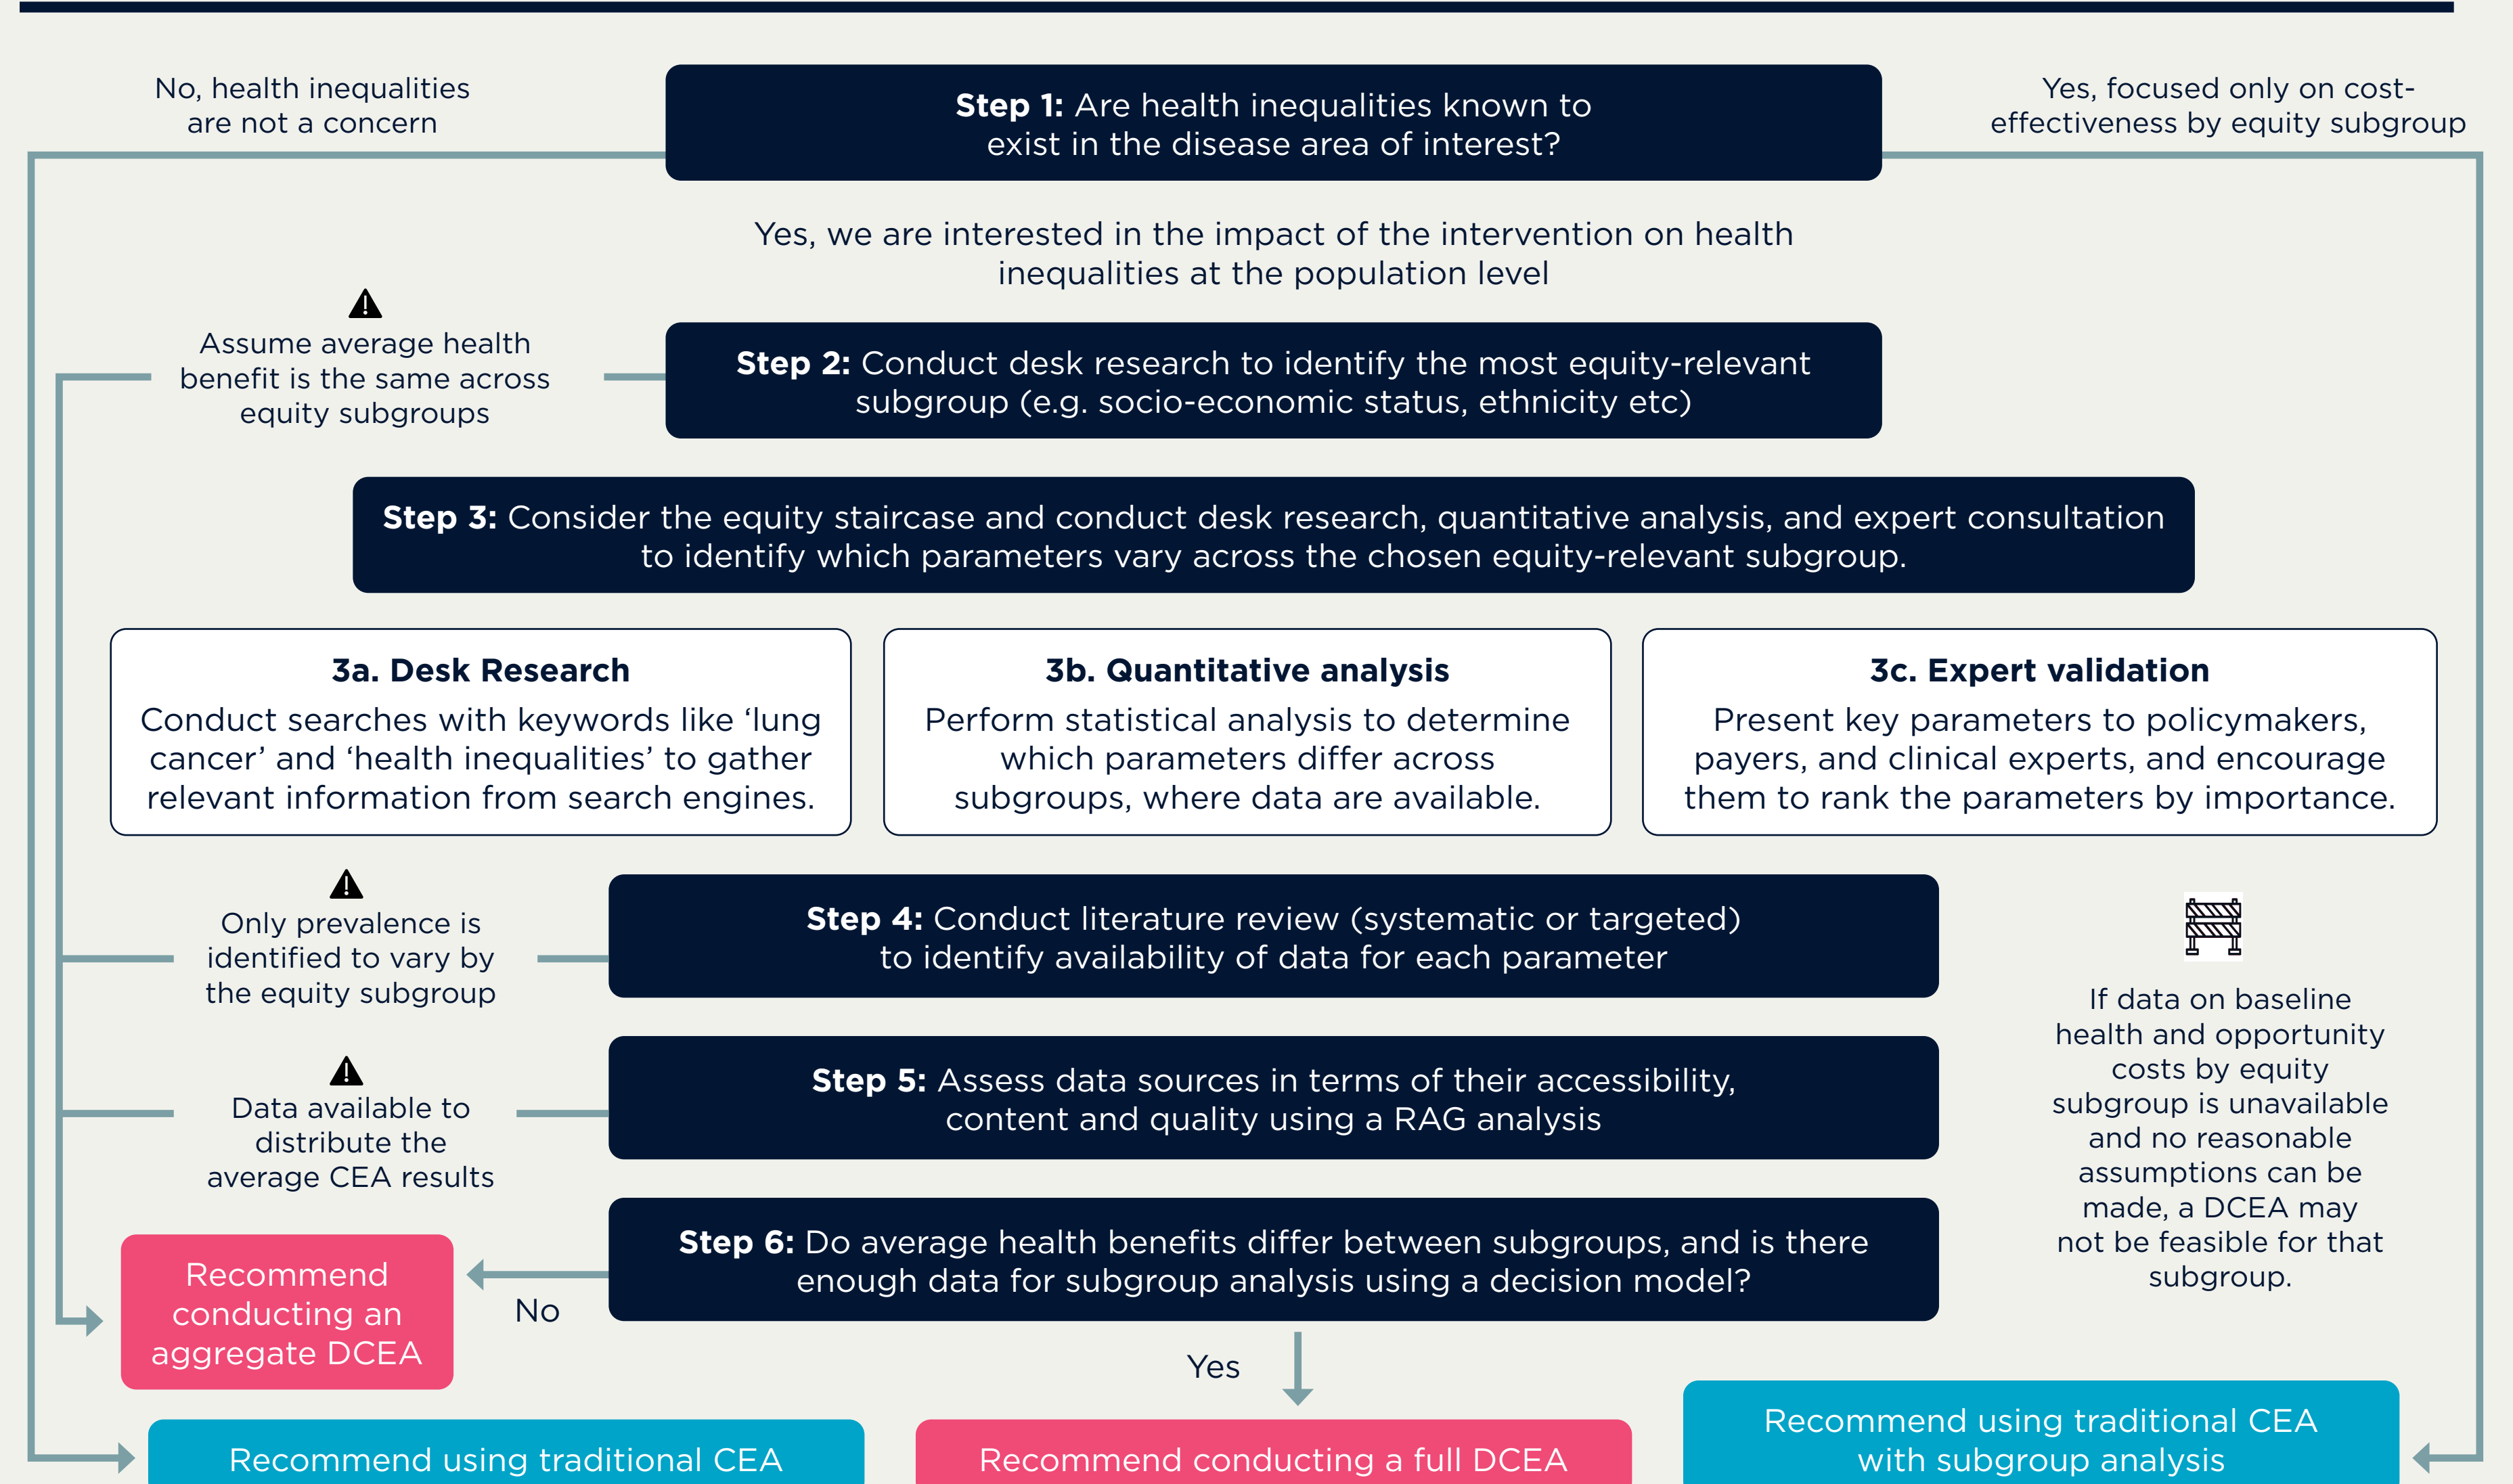 No, health inequalities
are not a concern
Step 1: Are health inequalities known to
exist in the disease area of interest?
Yes, focused only on cost-
effectiveness by equity subgroup
Yes, we are interested in the impact of the intervention on health
inequalities at the population level
Assume average health
benefit is the same across
equity subgroups
Step 2: Conduct desk research to identify the most equity-relevant
subgroup (e.g. socio-economic status, ethnicity etc)
Step 3: Consider the equity staircase and conduct desk research, quantitative analysis, and expert consultation
to identify which parameters vary across the chosen equity-relevant subgroup.
3a. Desk Research
Conduct searches with keywords like ‘lung
cancer’ and ‘health inequalities’ to gather
relevant information from search engines.
3b. Quantitative analysis
Perform statistical analysis to determine
which parameters differ across
subgroups, where data are available.
3c. Expert validation
Present key parameters to policymakers,
payers, and clinical experts, and encourage
them to rank the parameters by importance.
Only prevalence is
identified to vary by
the equity subgroup
Step 4: Conduct literature review (systematic or targeted)
to identify availability of data for each parameter
Data available to
distribute the
average CEA results
Step 5: Assess data sources in terms of their accessibility,
content and quality using a RAG analysis
If data on baseline
health and opportunity
costs by equity
subgroup is unavailable
and no reasonable
assumptions can be
made, a DCEA may
not be feasible for that
subgroup.
Step 6: Do average health benefits differ between subgroups, and is there
enough data for subgroup analysis using a decision model?
No
Recommend
conducting an
aggregate DCEA
Yes
Recommend using traditional CEA
Recommend conducting a full DCEA
Recommend using traditional CEA
with subgroup analysis